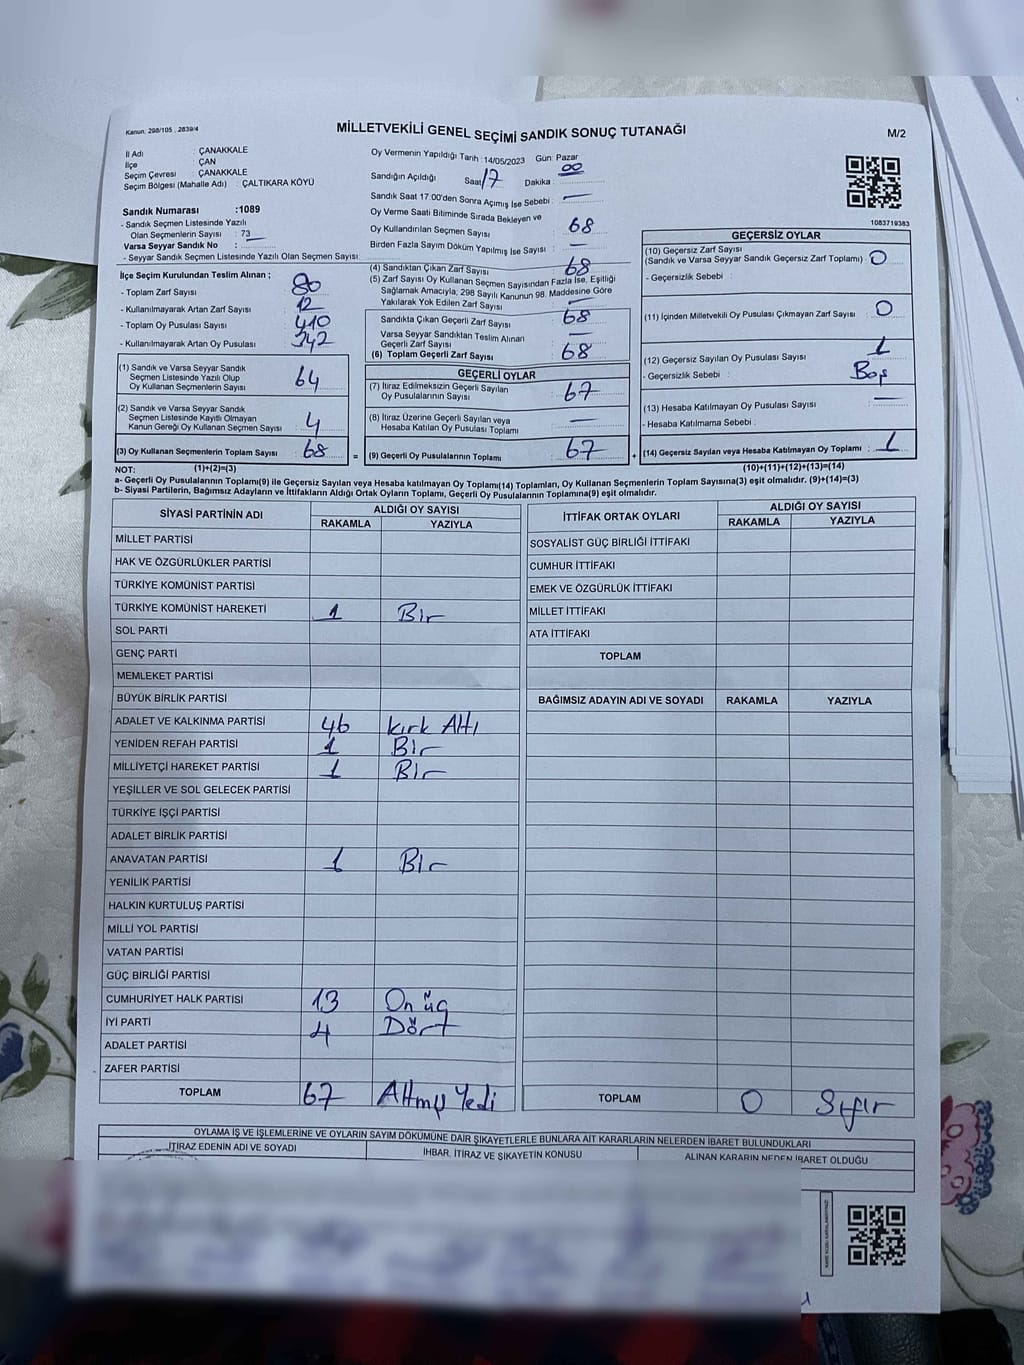 Kanun, 298/105 , 2839/4
MİLLETVEKİLİ GENEL SEÇİMİ SANDIK SONUÇ TUTANAĞI
M/2
İl Adı : ÇANAKKALE
İlçe : ÇAN
Seçim Çevresi : ÇANAKKALE
Seçim Bölgesi (Mahalle Adı) : ÇALTIKARA KÖYÜ
Sandık Numarası :1089
- Sandık Seçmen Listesinde Yazılı
Olan Seçmenlerin Sayısı : 73
Varsa Seyyar Sandık No :
- Seyyar Sandık Seçmen Listesinde Yazılı Olan Seçmen Sayısı:
Oy Vermenin Yapıldığı Tarih :14/05/2023 Gün: Pazar
Sandığın Açıldığı Saat 17 Dakika : 00
Sandık Saat 17:00'den Sonra Açılmış İse Sebebi : —
Oy Verme Saati Bitiminde Sırada Bekleyen ve
Oy Kullandırılan Seçmen Sayısı : 68
Birden Fazla Sayım Döküm Yapılmış İse Sayısı : —
1083719383
İlçe Seçim Kurulundan Teslim Alınan ;
- Toplam Zarf Sayısı : 80
- Kullanılmayarak Artan Zarf Sayısı : 12
- Toplam Oy Pusulası Sayısı : 410
- Kullanılmayarak Artan Oy Pusulası : 342
(1) Sandık ve Varsa Seyyar Sandık
Seçmen Listesinde Yazılı Olup
Oy Kullanan Seçmenlerin Sayısı : 64
(2) Sandık ve Varsa Seyyar Sandık
Seçmen Listesinde Kayıtlı Olmayan
Kanun Gereği Oy Kullanan Seçmen Sayısı : 4
(3) Oy Kullanan Seçmenlerin Toplam Sayısı : 68
(4) Sandıktan Çıkan Zarf Sayısı : 68
(5) Zarf Sayısı Oy Kullanan Seçmen Sayısından Fazla İse, Eşitliği
Sağlamak Amacıyla, 298 Sayılı Kanunun 98. Maddesine Göre
Yakılarak Yok Edilen Zarf Sayısı : —
Sandıkta Çıkan Geçerli Zarf Sayısı : 68
Varsa Seyyar Sandıktan Teslim Alınan
Geçerli Zarf Sayısı : —
(6) Toplam Geçerli Zarf Sayısı : 68
GEÇERLİ OYLAR
(7) İtiraz Edilmeksizin Geçerli Sayılan
Oy Pusulalarının Sayısı : 67
(8) İtiraz Üzerine Geçerli Sayılan veya
Hesaba Katılan Oy Pusulası Toplamı : —
= (9) Geçerli Oy Pusulalarının Toplamı : 67
GEÇERSİZ OYLAR
(10) Geçersiz Zarf Sayısı
(Sandık ve Varsa Seyyar Sandık Geçersiz Zarf Toplamı) : 0
- Geçersizlik Sebebi :
(11) İçinden Milletvekili Oy Pusulası Çıkmayan Zarf Sayısı : 0
(12) Geçersiz Sayılan Oy Pusulası Sayısı : 1
- Geçersizlik Sebebi : Boş
(13) Hesaba Katılmayan Oy Pusulası Sayısı : —
- Hesaba Katılmama Sebebi :
+ (14) Geçersiz Sayılan veya Hesaba Katılmayan Oy Toplamı : 1
NOT: (1)+(2)=(3) (10)+(11)+(12)+(13)=(14)
a- Geçerli Oy Pusulalarının Toplamı(9) ile Geçersiz Sayılan veya Hesaba katılmayan Oy Toplamı(14) Toplamları, Oy Kullanan Seçmenlerin Toplam Sayısına(3) eşit olmalıdır. (9)+(14)=(3)
b- Siyasi Partilerin, Bağımsız Adayların ve İttifakların Aldığı Ortak Oyların Toplamı, Geçerli Oy Pusulalarının Toplamına(9) eşit olmalıdır.
SİYASİ PARTİNİN ADI ALDIĞI OY SAYISI
RAKAMLA YAZIYLA
MİLLET PARTİSİ
HAK VE ÖZGÜRLÜKLER PARTİSİ
TÜRKİYE KOMÜNİST PARTİSİ
TÜRKİYE KOMÜNİST HAREKETİ 1 Bir
SOL PARTİ
GENÇ PARTİ
MEMLEKET PARTİSİ
BÜYÜK BİRLİK PARTİSİ
ADALET VE KALKINMA PARTİSİ 46 kırk Altı
YENİDEN REFAH PARTİSİ 1 Bir
MİLLİYETÇİ HAREKET PARTİSİ 1 Bir
YEŞİLLER VE SOL GELECEK PARTİSİ
TÜRKİYE İŞÇİ PARTİSİ
ADALET BİRLİK PARTİSİ
ANAVATAN PARTİSİ 1 Bir
YENİLİK PARTİSİ
HALKIN KURTULUŞ PARTİSİ
MİLLİ YOL PARTİSİ
VATAN PARTİSİ
GÜÇ BİRLİĞİ PARTİSİ
CUMHURİYET HALK PARTİSİ 13 On üç
İYİ PARTİ 4 Dört
ADALET PARTİSİ
ZAFER PARTİSİ
TOPLAM 67 Altmış Yedi
İTTİFAK ORTAK OYLARI ALDIĞI OY SAYISI
RAKAMLA YAZIYLA
SOSYALİST GÜÇ BİRLİĞİ İTTİFAKI
CUMHUR İTTİFAKI
EMEK VE ÖZGÜRLÜK İTTİFAKI
MİLLET İTTİFAKI
ATA İTTİFAKI
TOPLAM
BAĞIMSIZ ADAYIN ADI VE SOYADI RAKAMLA YAZIYLA
TOPLAM 0 Sıfır
OYLAMA İŞ VE İŞLEMLERİNE VE OYLARIN SAYIM DÖKÜMÜNE DAİR ŞİKAYETLERLE BUNLARA AİT KARARLARIN NELERDEN İBARET BULUNDUKLARI
İTİRAZ EDENİN ADI VE SOYADI İHBAR, İTİRAZ VE ŞİKAYETİN KONUSU ALINAN KARARIN NEDEN İBARET OLDUĞU